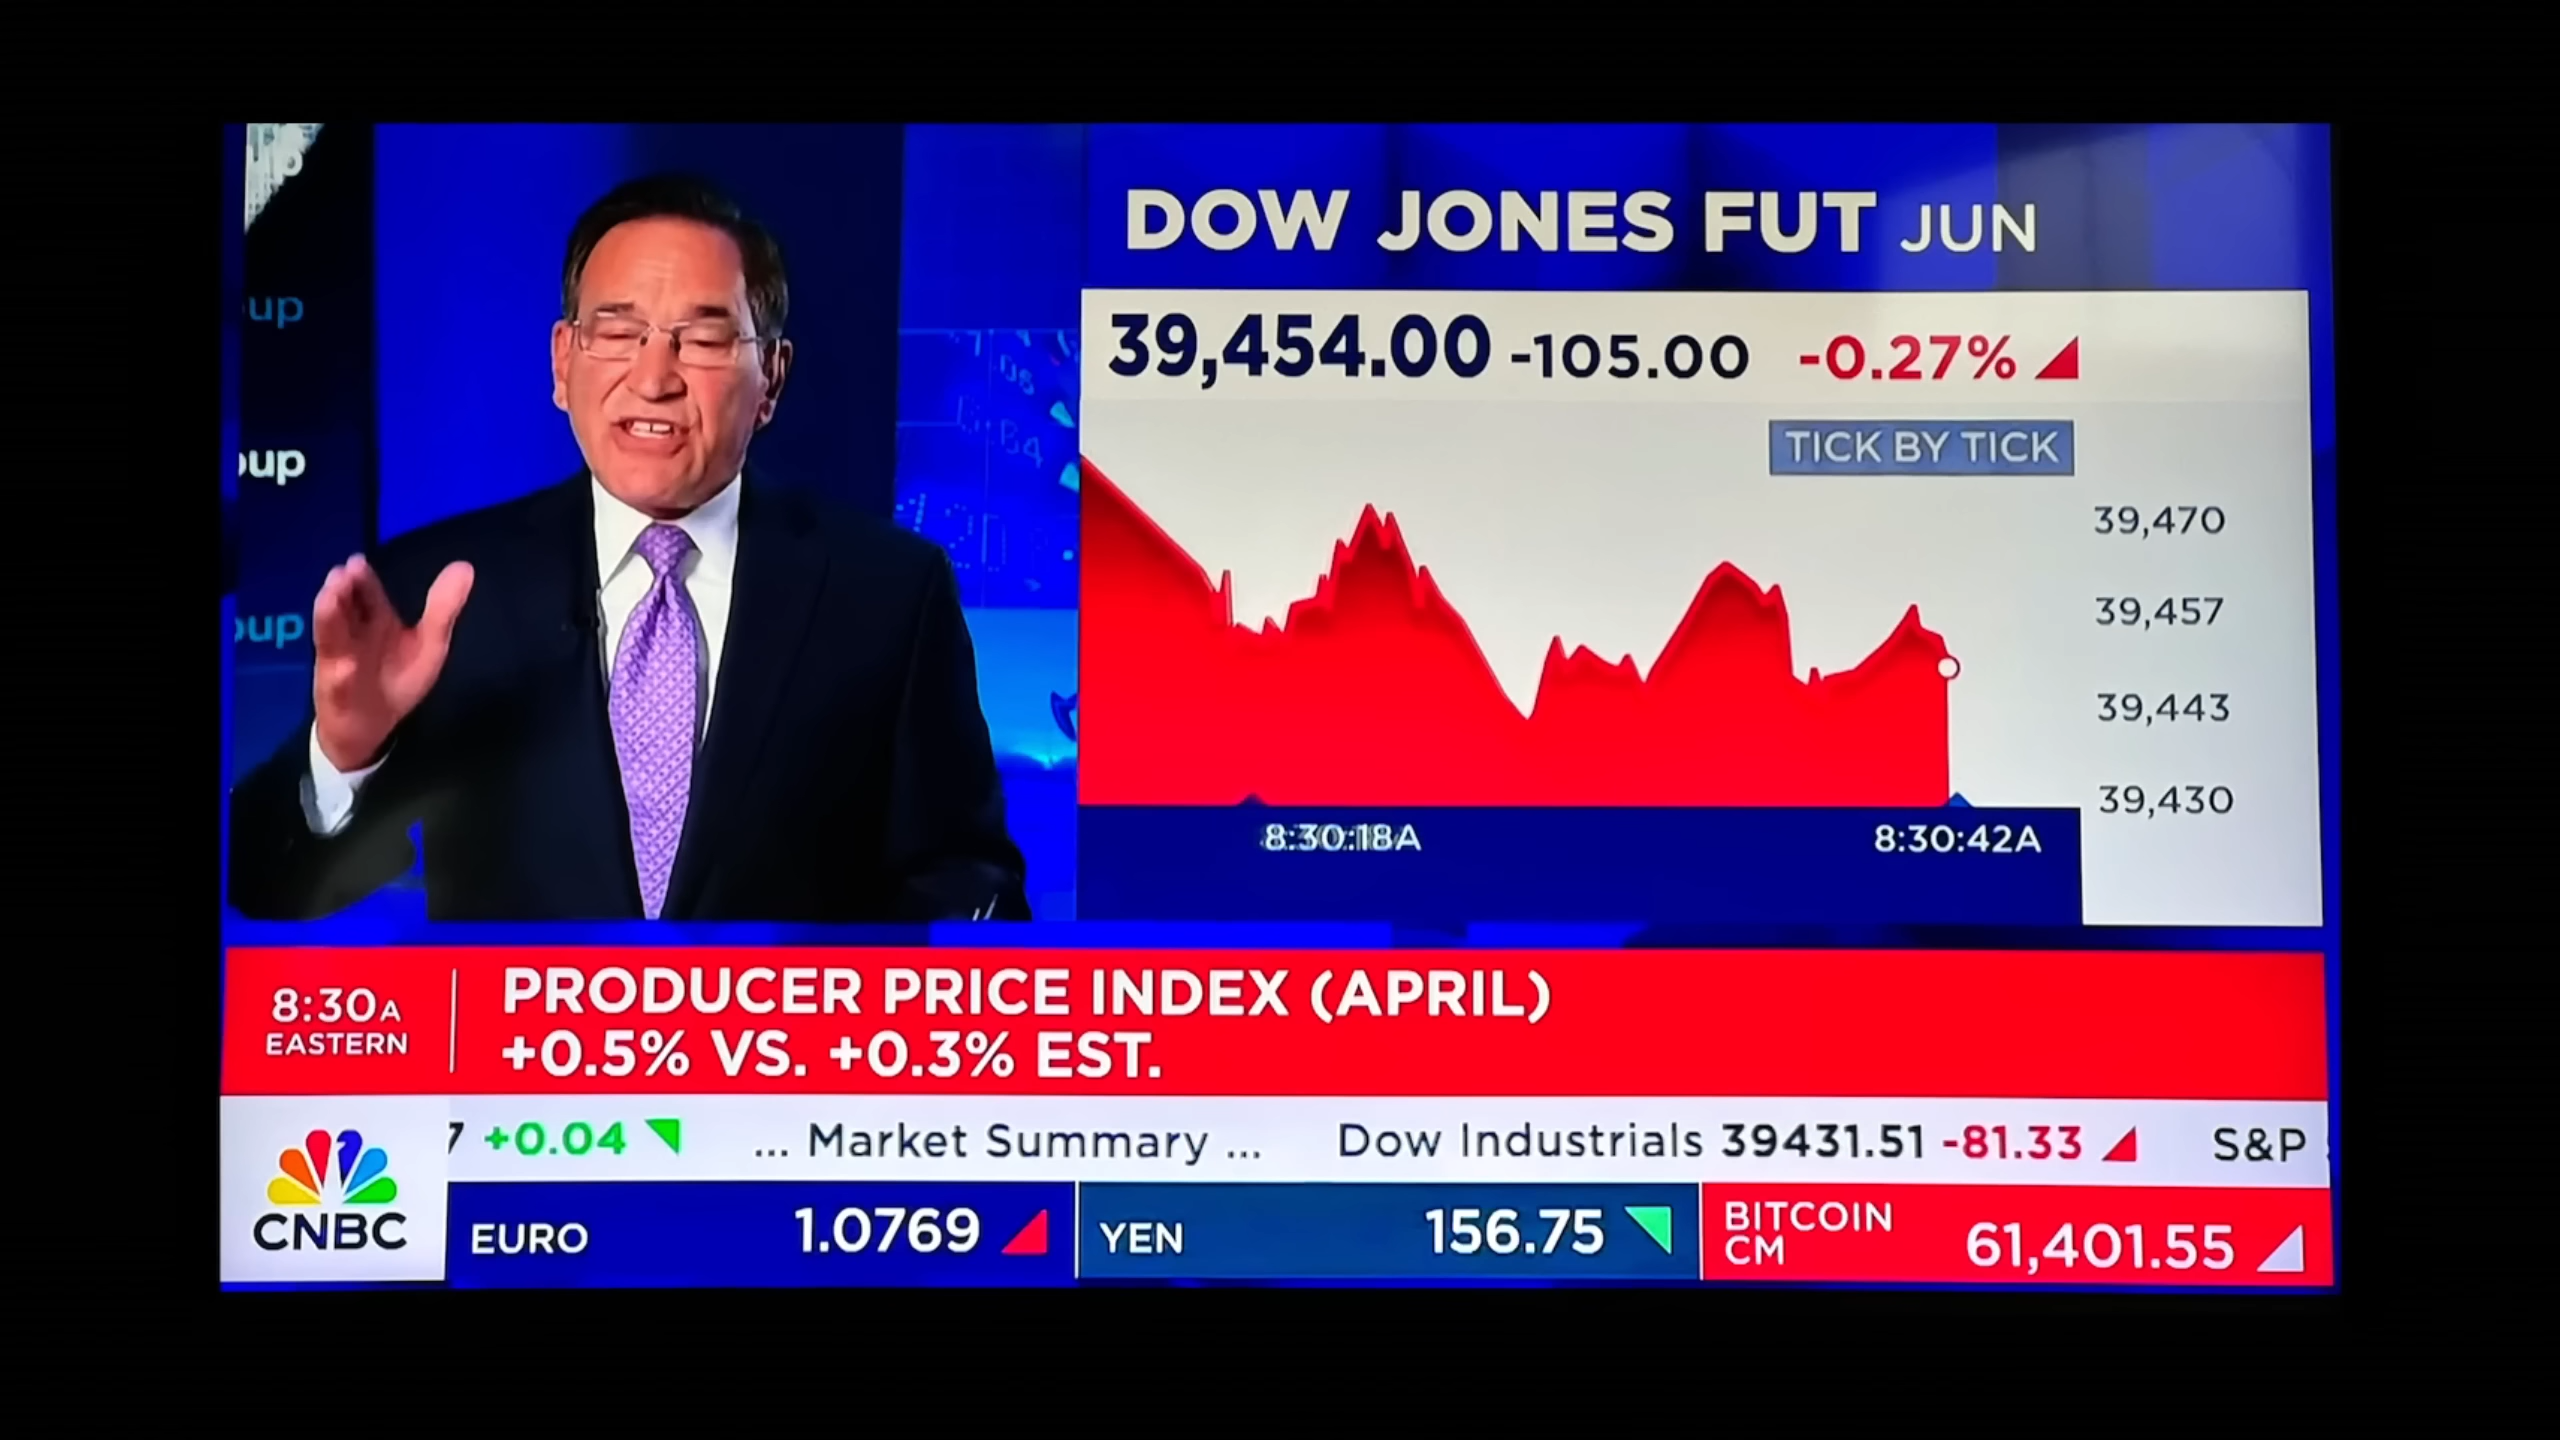 up
oup
oup
DOW JONES FUT JUN
39,454.00 -105.00 -0.27%
TICK BY TICK
39,470
39,457
39,443
39,430
8:30:18A 8:30:42A
8:30A
EASTERN
PRODUCER PRICE INDEX (APRIL)
+0.5% VS. +0.3% EST.
7 +0.04 ... Market Summary ... Dow Industrials 39431.51 -81.33 S&P
CNBC
EURO 1.0769
YEN 156.75
BITCOIN
CM 61,401.55